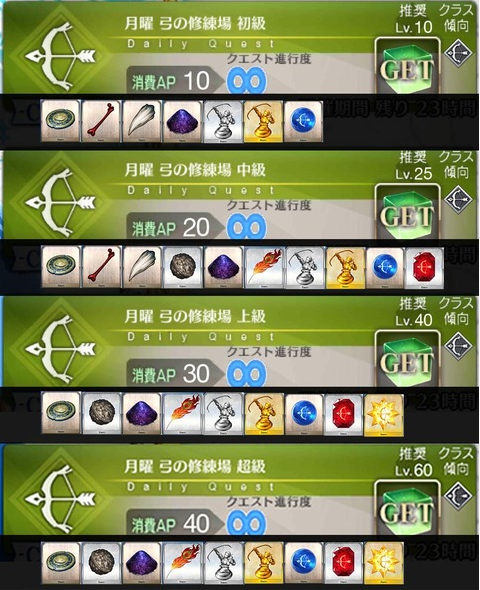 月曜 弓の修練場 初級
Daily Quest
クエスト進行度
消費AP 10
推奨 クラス
Lv.10 傾向
GET
残り 23時間
月曜 弓の修練場 中級
Daily Quest
クエスト進行度
消費AP 20
推奨 クラス
Lv.25 傾向
GET
月曜 弓の修練場 上級
Daily Quest
クエスト進行度
消費AP 30
推奨 クラス
Lv.40 傾向
GET
23時間
月曜 弓の修練場 超級
Daily Quest
クエスト進行度
消費AP 40
推奨 クラス
Lv.60 傾向
GET
23時間